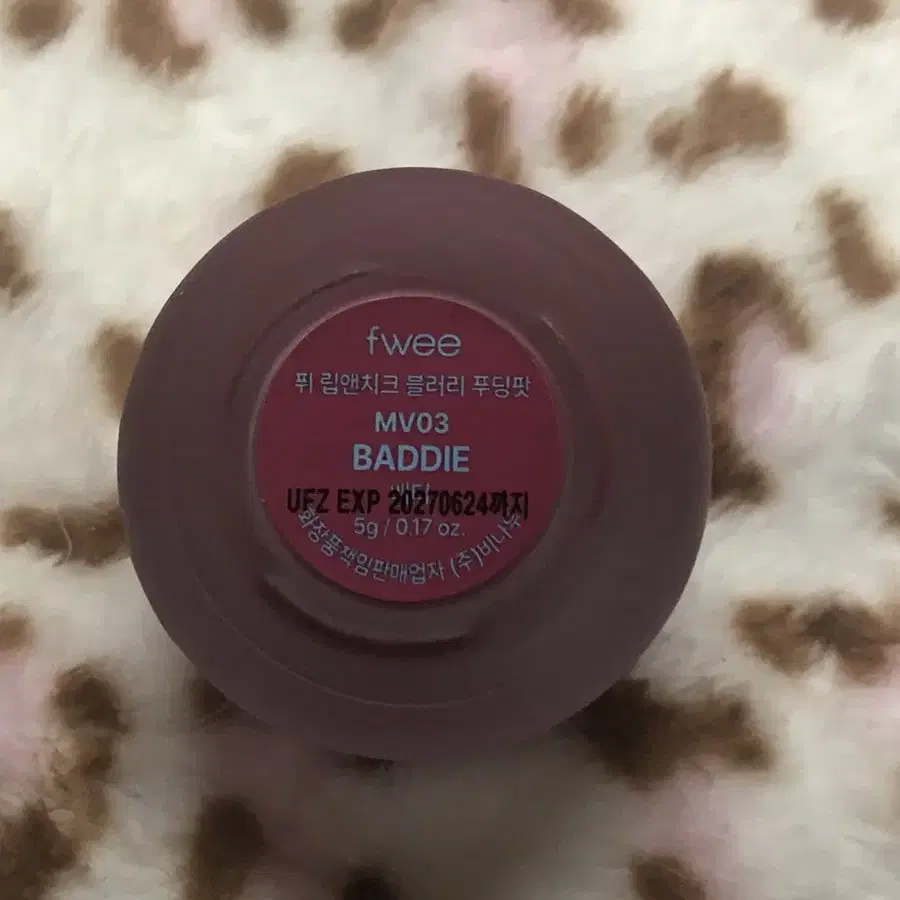 fwee
퓌 립앤치크 블러리 푸딩팟
MV03
BADDIE
UFZ EXP 20270624까지
5g / 0.17 oz.
화장품책임판매업자 (주)비나우